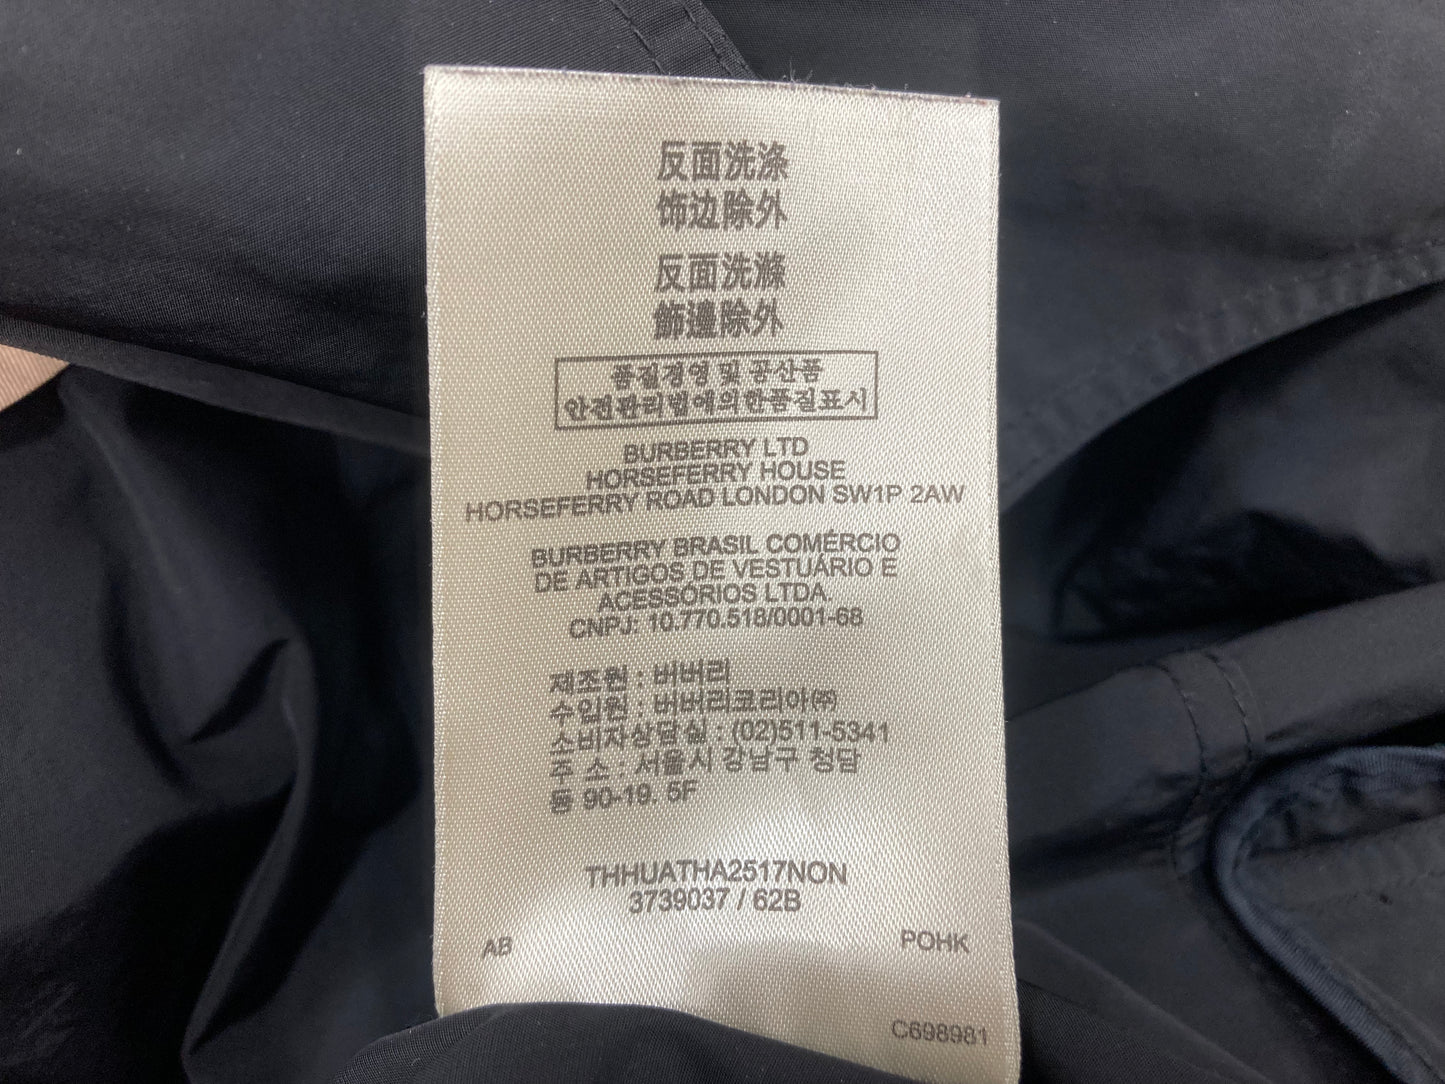 反面洗涤
饰边除外
反面洗滌
飾邊除外
품질경영 및 공산품
안전관리법에의한품질표시
BURBERRY LTD
HORSEFERRY HOUSE
HORSEFERRY ROAD LONDON SW1P 2AW
BURBERRY BRASIL COMÉRCIO
DE ARTIGOS DE VESTUÁRIO E
ACESSÓRIOS LTDA.
CNPJ: 10.770.518/0001-68
제조원 : 버버리
수입원 : 버버리코리아㈜
소비자상담실 : (02)511-5341
주 소 : 서울시 강남구 청담
동 90-19. 5F
THHUATHA2517NON
3739037 / 62B
AB
POHK
C698981